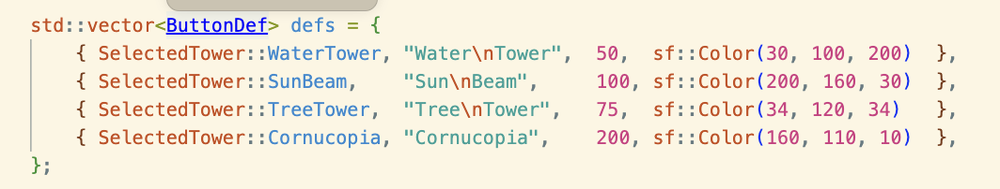 std::vector<ButtonDef> defs = {
    { SelectedTower::WaterTower, "Water\nTower",   50,  sf::Color(30, 100, 200)  },
    { SelectedTower::SunBeam,    "Sun\nBeam",      100, sf::Color(200, 160, 30)  },
    { SelectedTower::TreeTower,  "Tree\nTower",    75,  sf::Color(34, 120, 34)   },
    { SelectedTower::Cornucopia, "Cornucopia",     200, sf::Color(160, 110, 10)  },
};